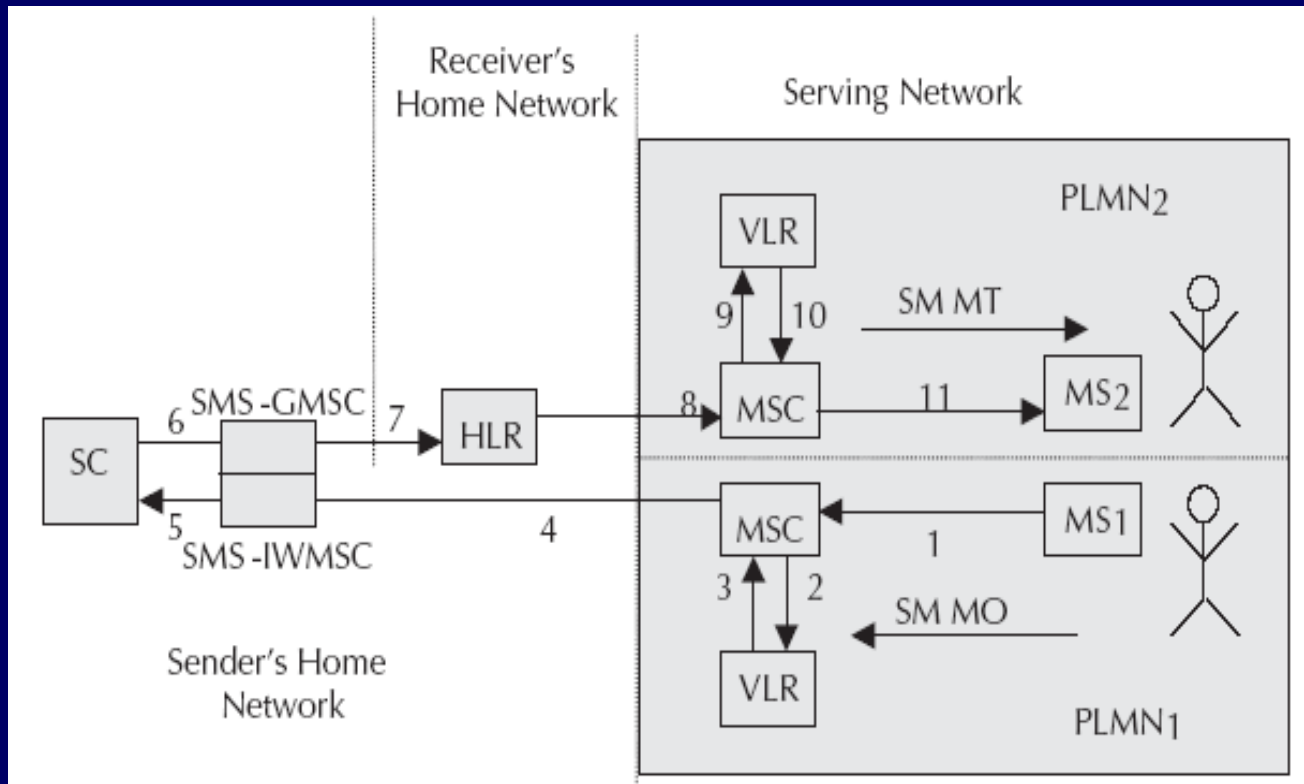 Receiver's
Home Network
Serving Network
PLMN2
VLR
9
10
SM MT
SMS -GMSC
6
7
8
MSC
11
MS2
HLR
SC
5
4
MSC
1
MS1
SMS -IWMSC
3
2
SM MO
Sender's Home
Network
VLR
PLMN1